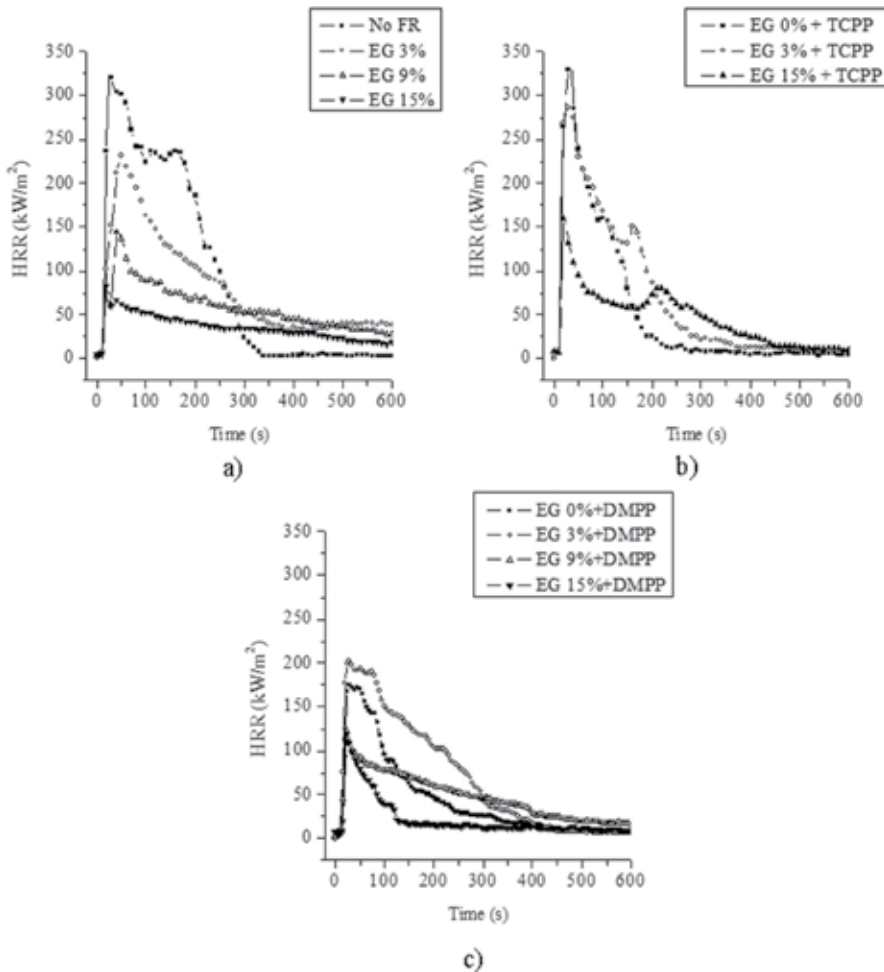 No FR
EG 3%
EG 9%
EG 15%
350
300
250
200
150
100
50
0
HRR (kW/m²)
0 100 200 300 400 500 600
Time (s)
a)
EG 0% + TCPP
EG 3% + TCPP
EG 15% + TCPP
350
300
250
200
150
100
50
0
HRR (kW/m²)
0 100 200 300 400 500 600
Time (s)
b)
EG 0%+DMPP
EG 3%+DMPP
EG 9%+DMPP
EG 15%+DMPP
350
300
250
200
150
100
50
0
HRR (kW/m²)
0 100 200 300 400 500 600
Time (s)
c)